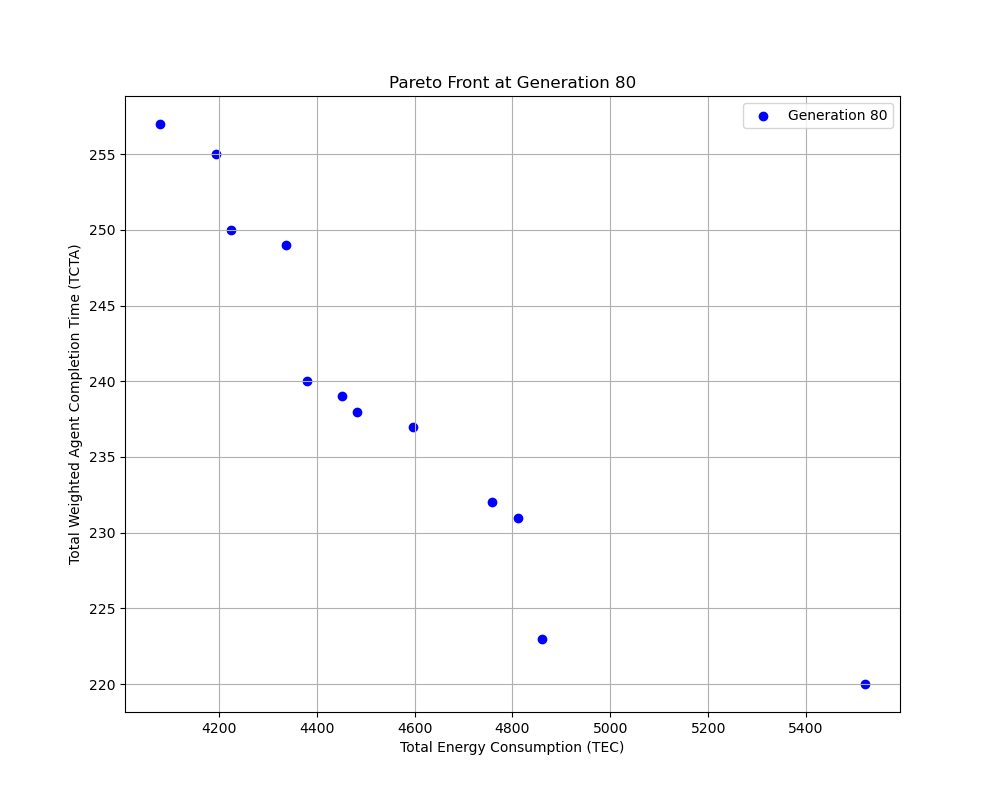 Pareto Front at Generation 80
Generation 80
Total Weighted Agent Completion Time (TCTA)
255
250
245
240
235
230
225
220
4200 4400 4600 4800 5000 5200 5400
Total Energy Consumption (TEC)